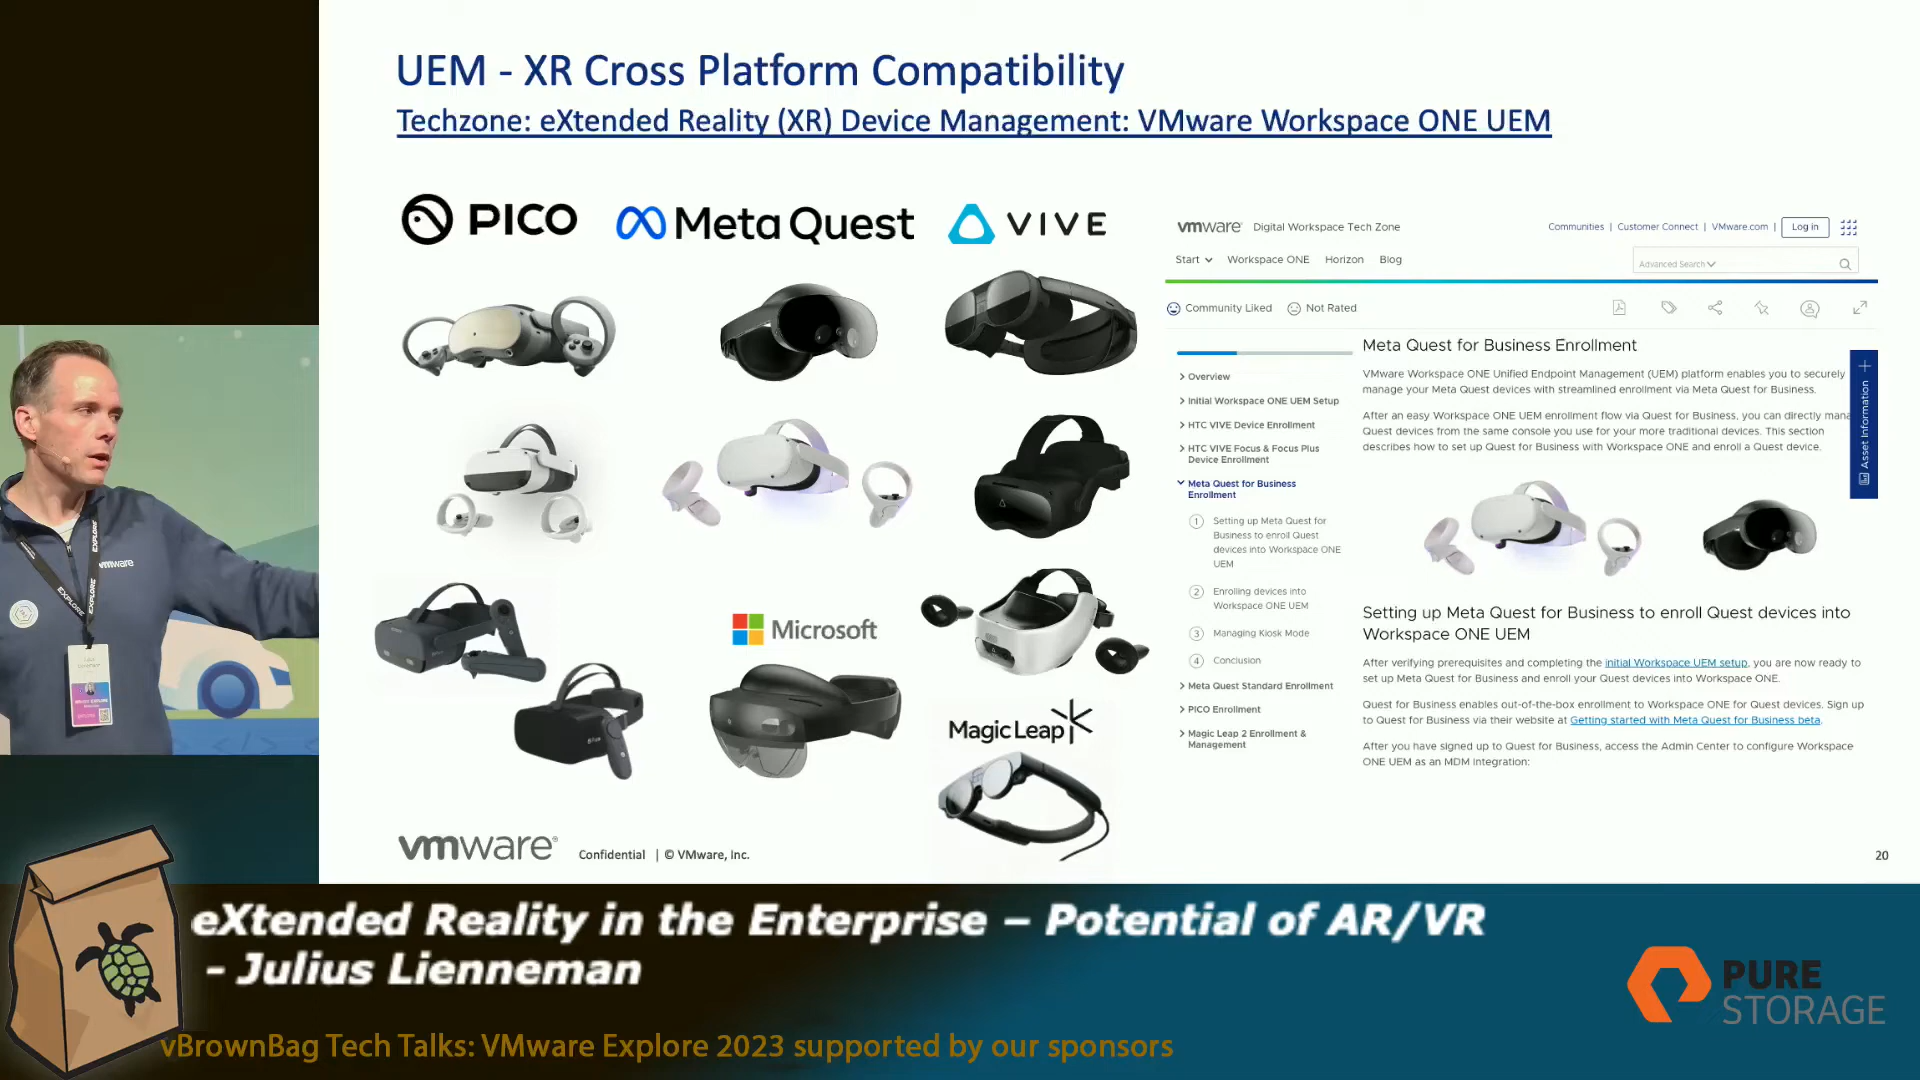 UEM - XR Cross Platform Compatibility
Techzone: eXtended Reality (XR) Device Management: VMware Workspace ONE UEM
PICO
Meta Quest
VIVE
Microsoft
Magic Leap
vmware Digital Workspace Tech Zone
Communities | Customer Connect | VMware.com | Log in
Start Workspace ONE Horizon Blog
Advanced Search
Community Liked Not Rated
Overview
Initial Workspace ONE UEM Setup
HTC VIVE Device Enrollment
HTC VIVE Focus & Focus Plus
Device Enrollment
Meta Quest for Business
Enrollment
1 Setting up Meta Quest for
Business to enroll Quest
devices into Workspace ONE
UEM
2 Enrolling devices into
Workspace ONE UEM
3 Managing Kiosk Mode
4 Conclusion
Meta Quest Standard Enrollment
PICO Enrollment
Magic Leap 2 Enrollment &
Management
Meta Quest for Business Enrollment
VMware Workspace ONE Unified Endpoint Management (UEM) platform enables you to securely
manage your Meta Quest devices with streamlined enrollment via Meta Quest for Business.
After an easy Workspace ONE UEM enrollment flow via Quest for Business, you can directly mana
Quest devices from the same console you use for your more traditional devices. This section
describes how to set up Quest for Business with Workspace ONE and enroll a Quest device.
Asset Information
Setting up Meta Quest for Business to enroll Quest devices into
Workspace ONE UEM
After verifying prerequisites and completing the initial Workspace UEM setup, you are now ready to
set up Meta Quest for Business and enroll your Quest devices into Workspace ONE.
Quest for Business enables out-of-the-box enrollment to Workspace ONE for Quest devices. Sign up
to Quest for Business via their website at Getting started with Meta Quest for Business beta.
After you have signed up to Quest for Business, access the Admin Center to configure Workspace
ONE UEM as an MDM integration:
vmware® Confidential | © VMware, Inc.
20
vmware
EXPLORE
EXPLORE
eXtended Reality in the Enterprise – Potential of AR/VR
- Julius Lienneman
PURE
STORAGE
vBrownBag Tech Talks: VMware Explore 2023 supported by our sponsors